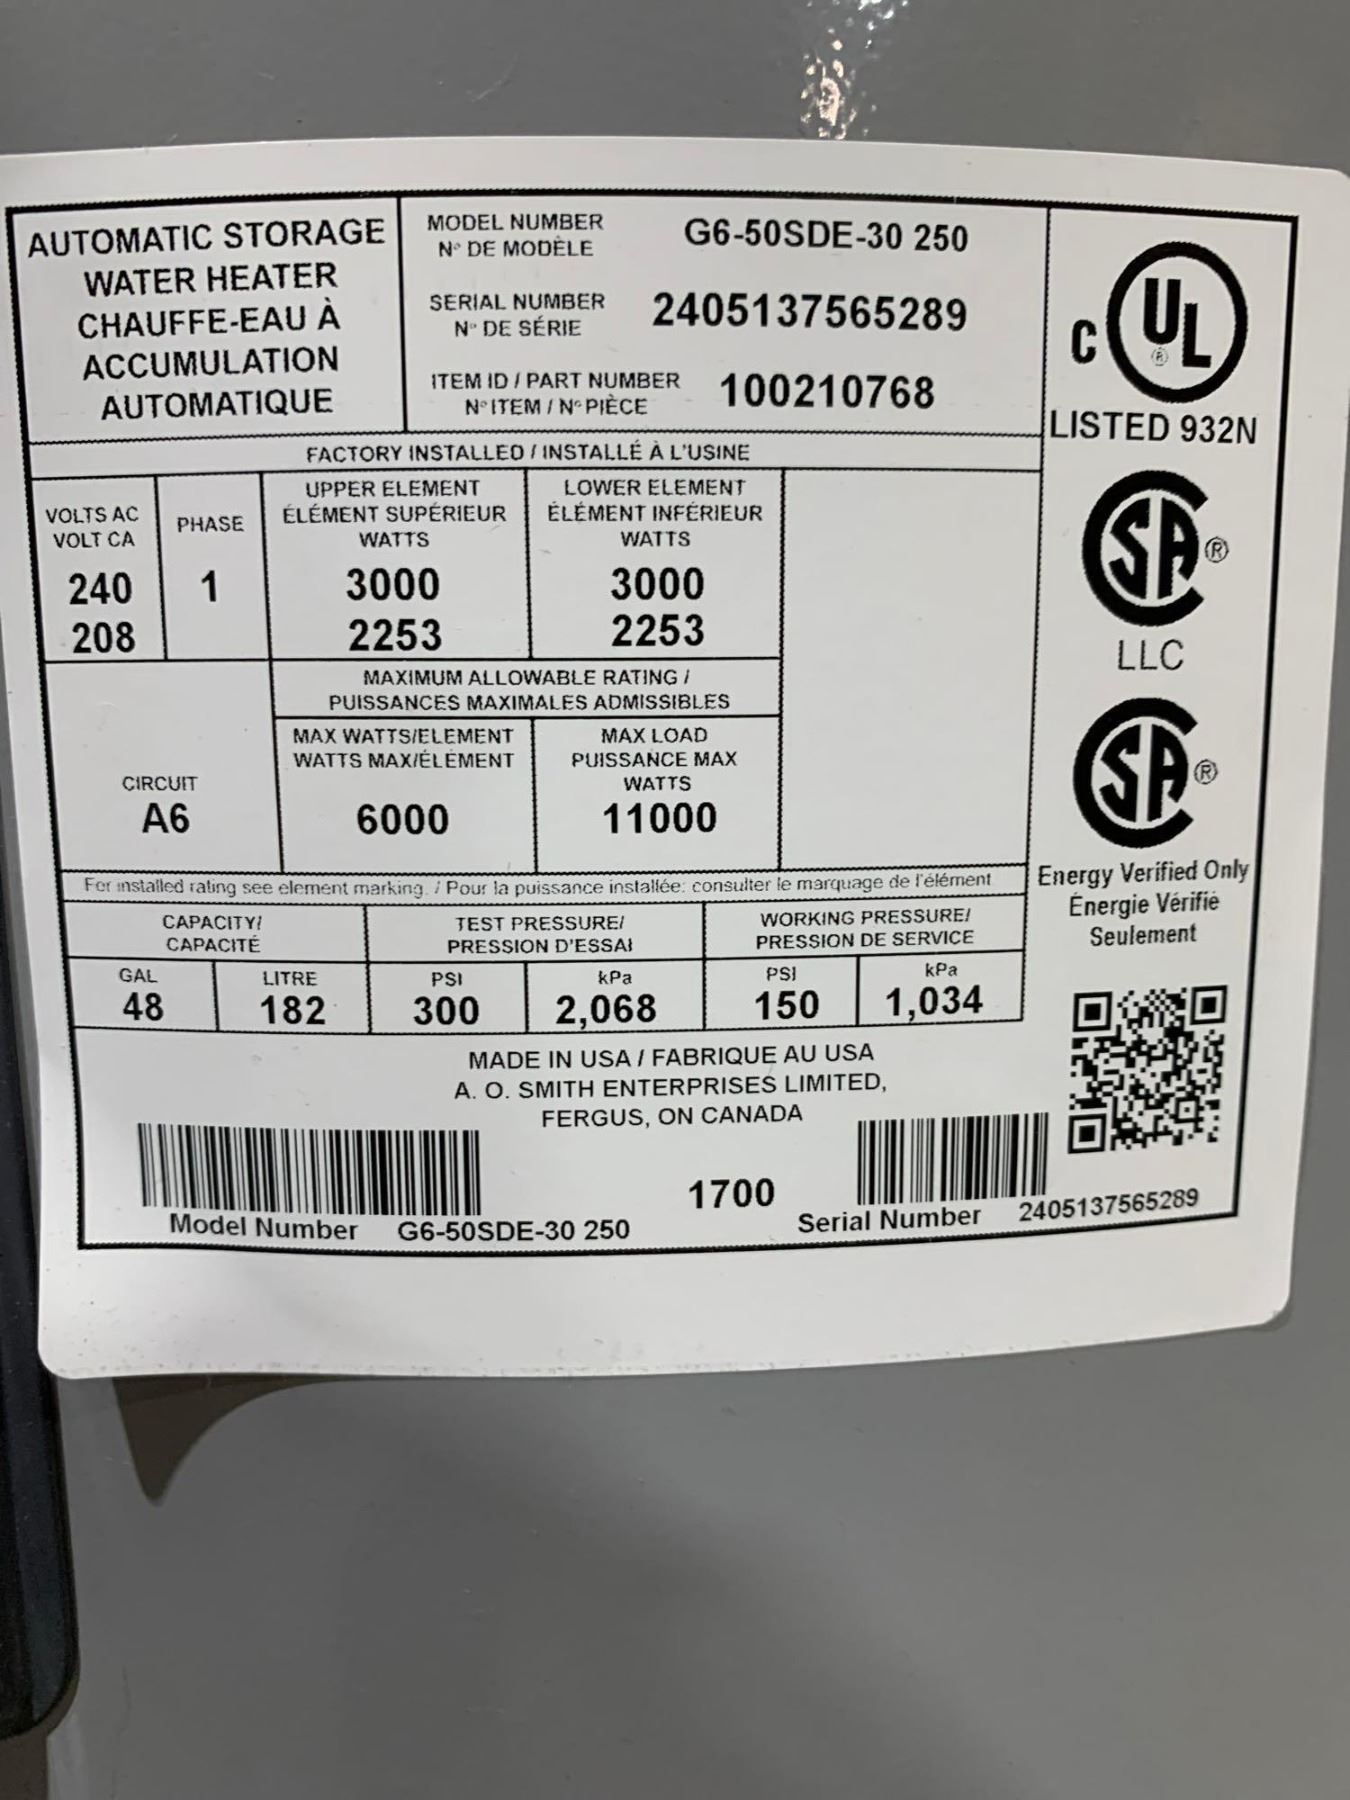 AUTOMATIC STORAGE
WATER HEATER
CHAUFFE-EAU À
ACCUMULATION
AUTOMATIQUE
MODEL NUMBER
N° DE MODÈLE
G6-50SDE-30 250
SERIAL NUMBER
N° DE SÉRIE
2405137565289
ITEM ID / PART NUMBER
N° ITEM / N° PIÈCE
100210768
C UL ®
LISTED 932N
FACTORY INSTALLED / INSTALLÉ À L'USINE
VOLTS AC
VOLT CA
240
208
PHASE
1
UPPER ELEMENT
ÉLÉMENT SUPÉRIEUR
WATTS
3000
2253
LOWER ELEMENT
ÉLÉMENT INFÉRIEUR
WATTS
3000
2253
SA ®
LLC
MAXIMUM ALLOWABLE RATING /
PUISSANCES MAXIMALES ADMISSIBLES
CIRCUIT
A6
MAX WATTS/ELEMENT
WATTS MAX/ÉLÉMENT
6000
MAX LOAD
PUISSANCE MAX
WATTS
11000
SA ®
Energy Verified Only
Énergie Vérifié
Seulement
For installed rating see element marking. / Pour la puissance installée: consulter le marquage de l'élément
CAPACITY/
CAPACITÉ
TEST PRESSURE/
PRESSION D'ESSAI
WORKING PRESSURE/
PRESSION DE SERVICE
GAL
48
LITRE
182
PSI
300
kPa
2,068
PSI
150
kPa
1,034
MADE IN USA / FABRIQUE AU USA
A. O. SMITH ENTERPRISES LIMITED,
FERGUS, ON CANADA
1700
Model Number G6-50SDE-30 250
Serial Number 2405137565289